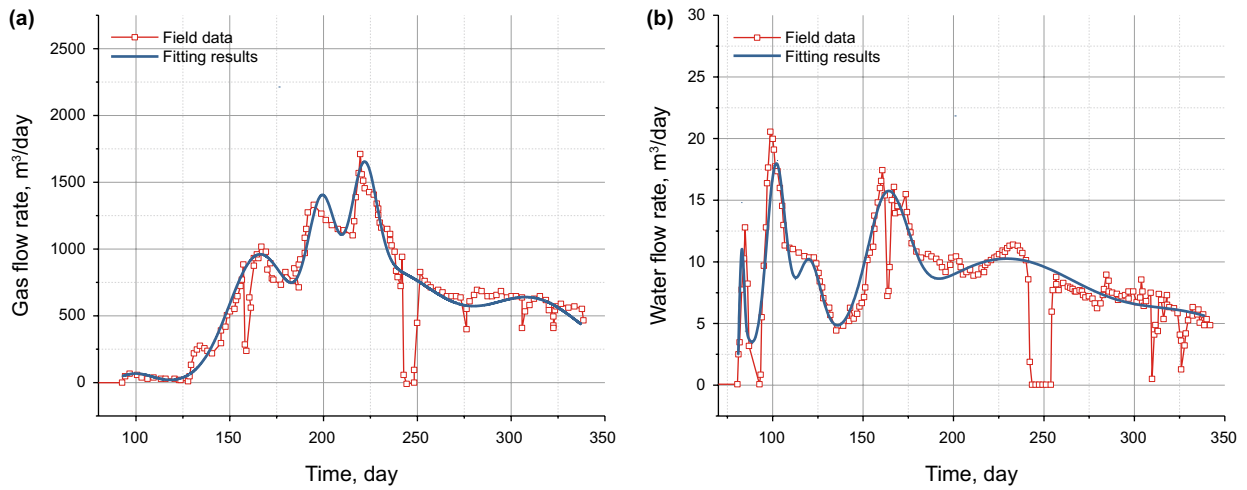 (a)
Field data
Fitting results
2500
2000
1500
1000
500
0
Gas flow rate, m³/day
100 150 200 250 300 350
Time, day
(b)
Field data
Fitting results
30
25
20
15
10
5
0
Water flow rate, m³/day
100 150 200 250 300 350
Time, day